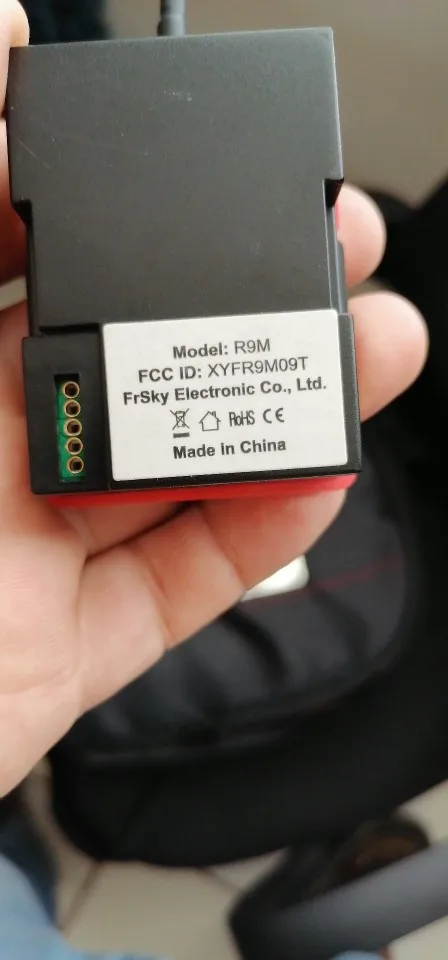 Model: R9M
FCC ID: XYFR9M09T
FrSky Electronic Co., Ltd.
RoHS CE
Made in China